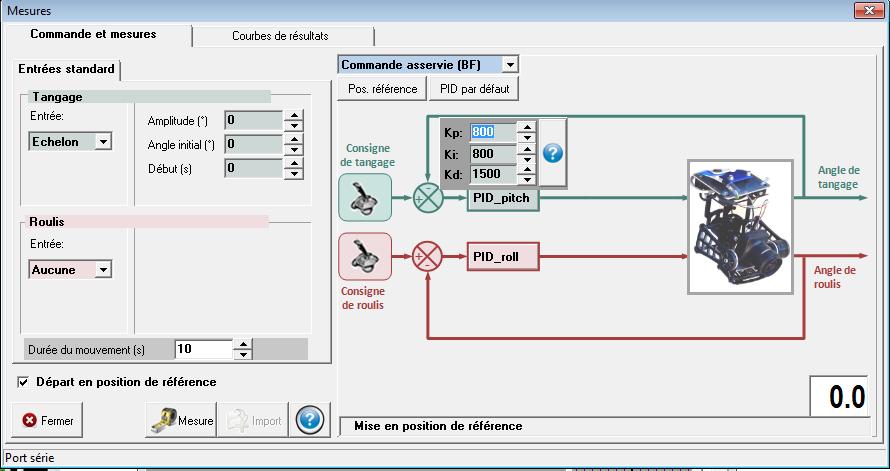 Mesures
Commande et mesures
Courbes de résultats
Entrées standard
Tangage
Entrée:
Echelon
Amplitude (°)
0
Angle initial (°)
0
Début (s)
0
Roulis
Entrée:
Aucune
Durée du mouvement (s)
10
Départ en position de référence
Fermer
Mesure
Import
?
Commande asservie (BF)
Pos. référence
PID par défaut
Kp:
800
Ki:
800
Kd:
1500
?
Consigne
de tangage
+
-
PID_pitch
Angle de
tangage
+
-
PID_roll
Consigne
de roulis
Angle de
roulis
0.0
Mise en position de référence
Port série